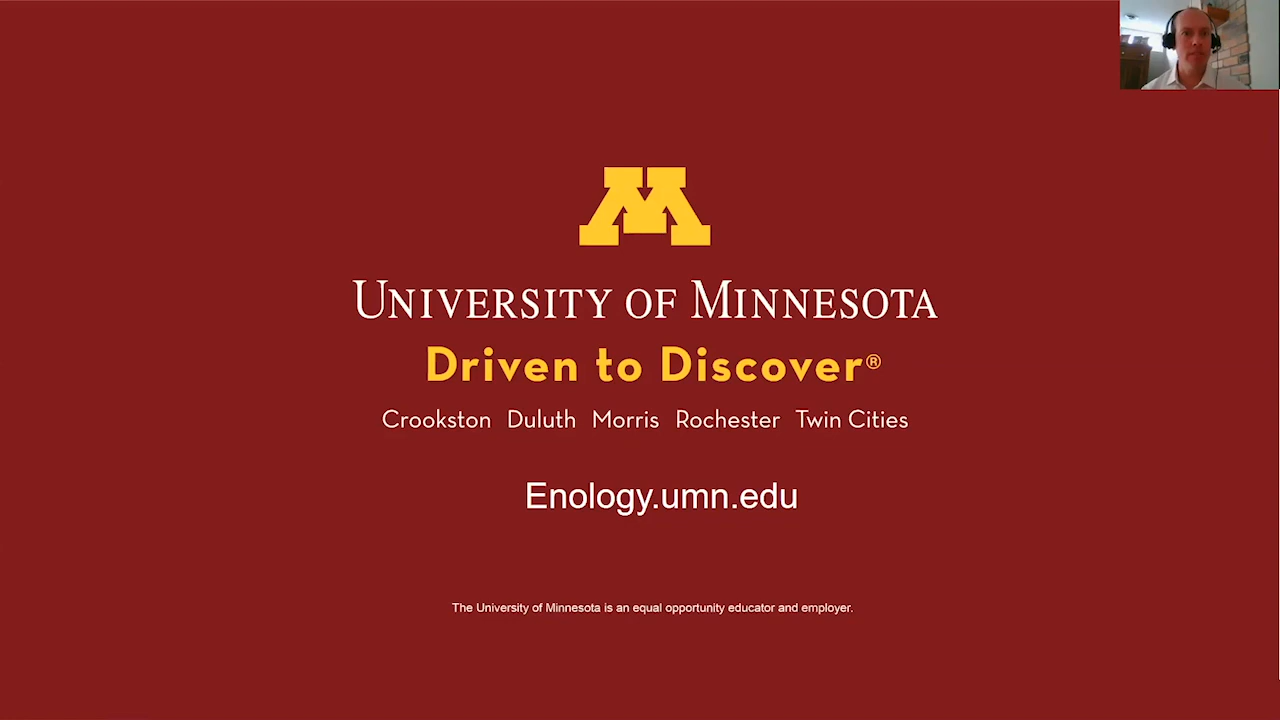 M
University of Minnesota
Driven to Discover®
Crookston Duluth Morris Rochester Twin Cities
Enology.umn.edu
The University of Minnesota is an equal opportunity educator and employer.